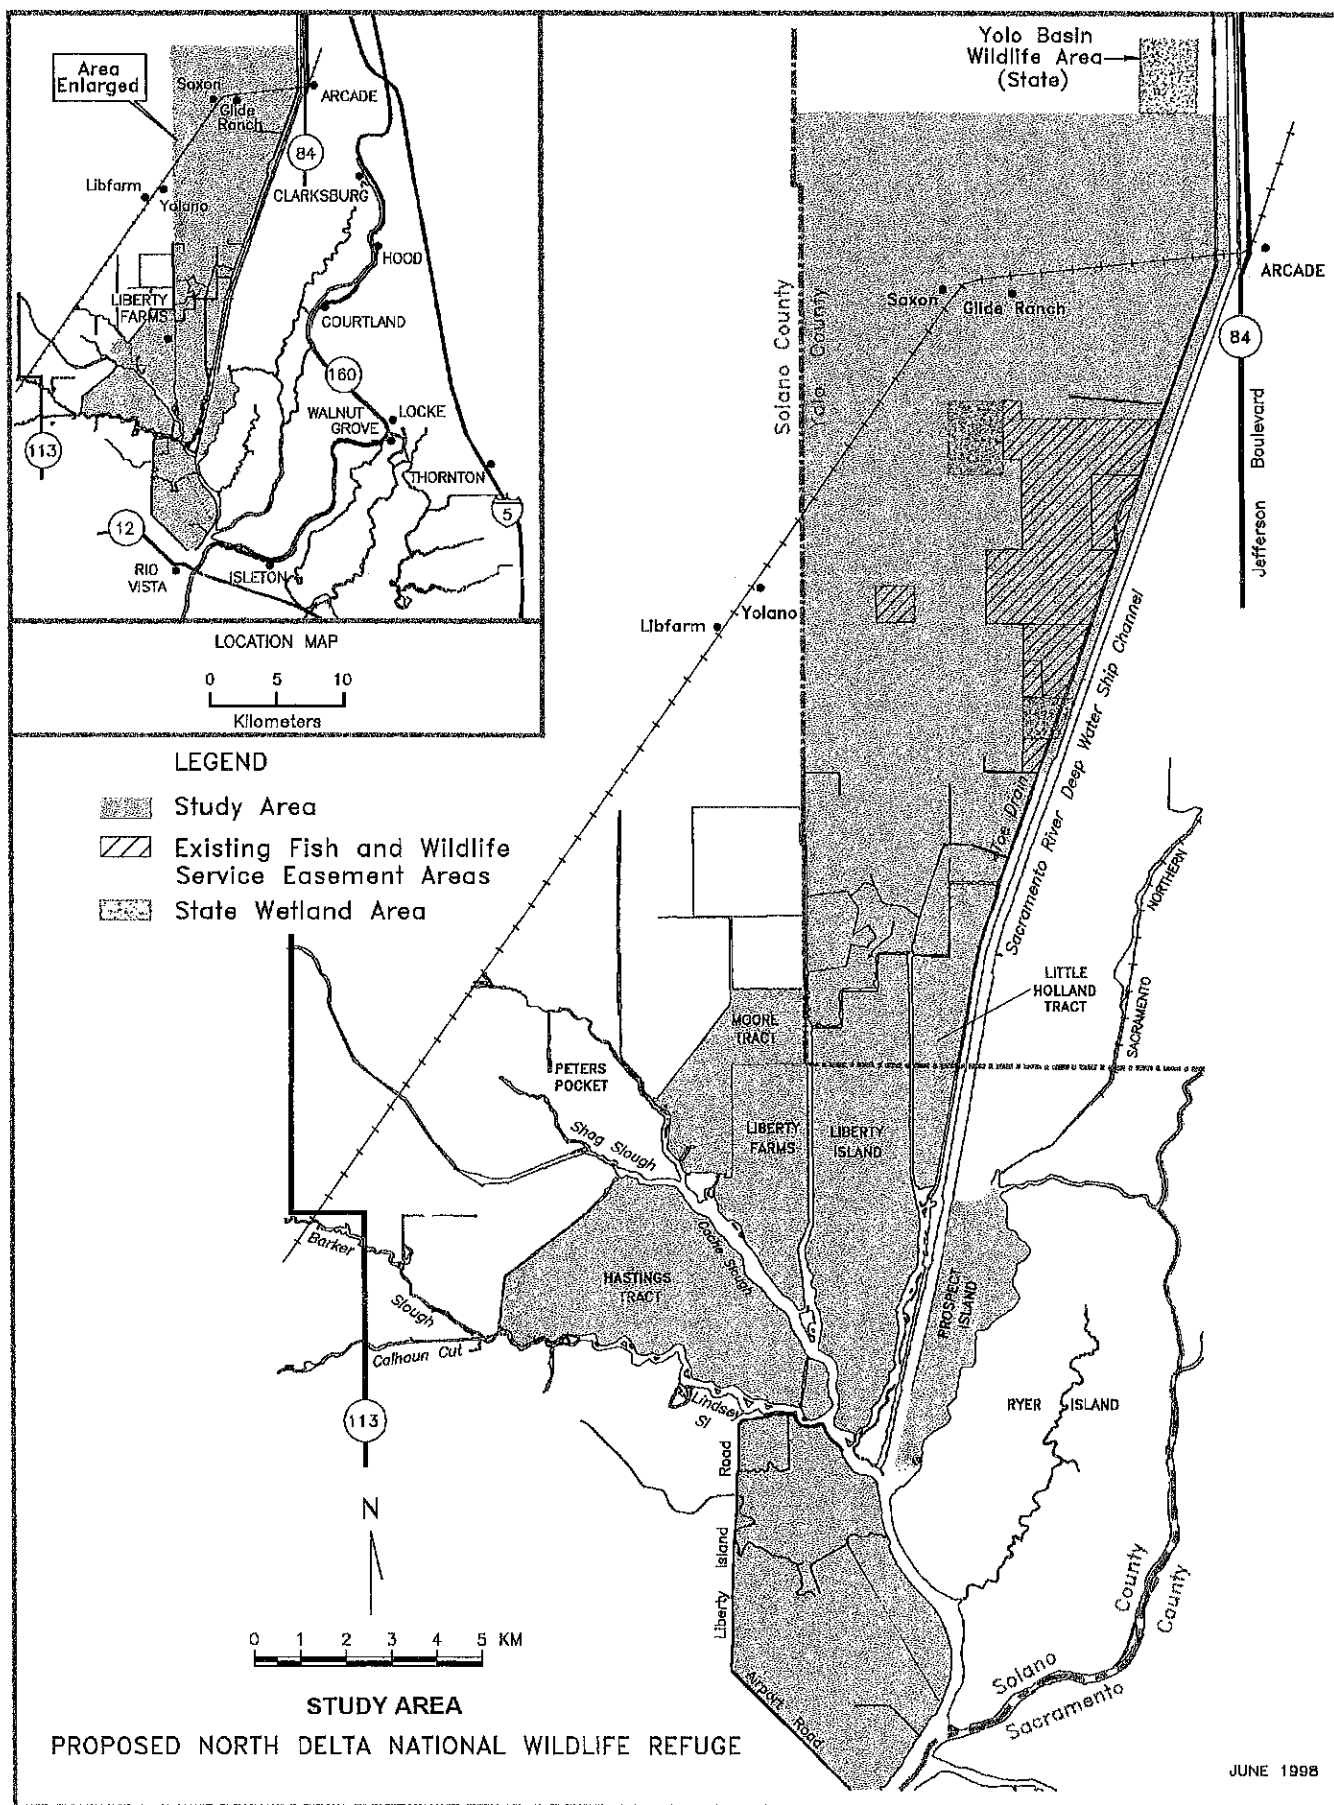 Area
Enlarged
Saxon
Glide
Ranch
ARCADE
84
Libfarm
Yolano
CLARKSBURG
HOOD
LIBERTY
FARMS
COURTLAND
160
WALNUT
GROVE
LOCKE
113
THORNTON
5
12
RIO
VISTA
ISLETON
LOCATION MAP
0 5 10
Kilometers
Yolo Basin
Wildlife Area
(State)
ARCADE
Saxon
Glide Ranch
84
Solano County
Yolo County
Jefferson Boulevard
Yolano
Libfarm
LEGEND
Study Area
Existing Fish and Wildlife
Service Easement Areas
State Wetland Area
Toe Drain
Sacramento River Deep Water Ship Channel
NORTHERN
SACRAMENTO
LITTLE
HOLLAND
TRACT
MOORE
TRACT
PETERS
POCKET
Shag Slough
LIBERTY
FARMS
LIBERTY
ISLAND
Cache Slough
Barker
Slough
HASTINGS
TRACT
PROSPECT
ISLAND
Calhoun Cut
Lindsey
Sl
RYER ISLAND
113
N
Liberty Island Road
Airport Road
Solano County
Sacramento County
0 1 2 3 4 5 KM
STUDY AREA
PROPOSED NORTH DELTA NATIONAL WILDLIFE REFUGE
JUNE 1998